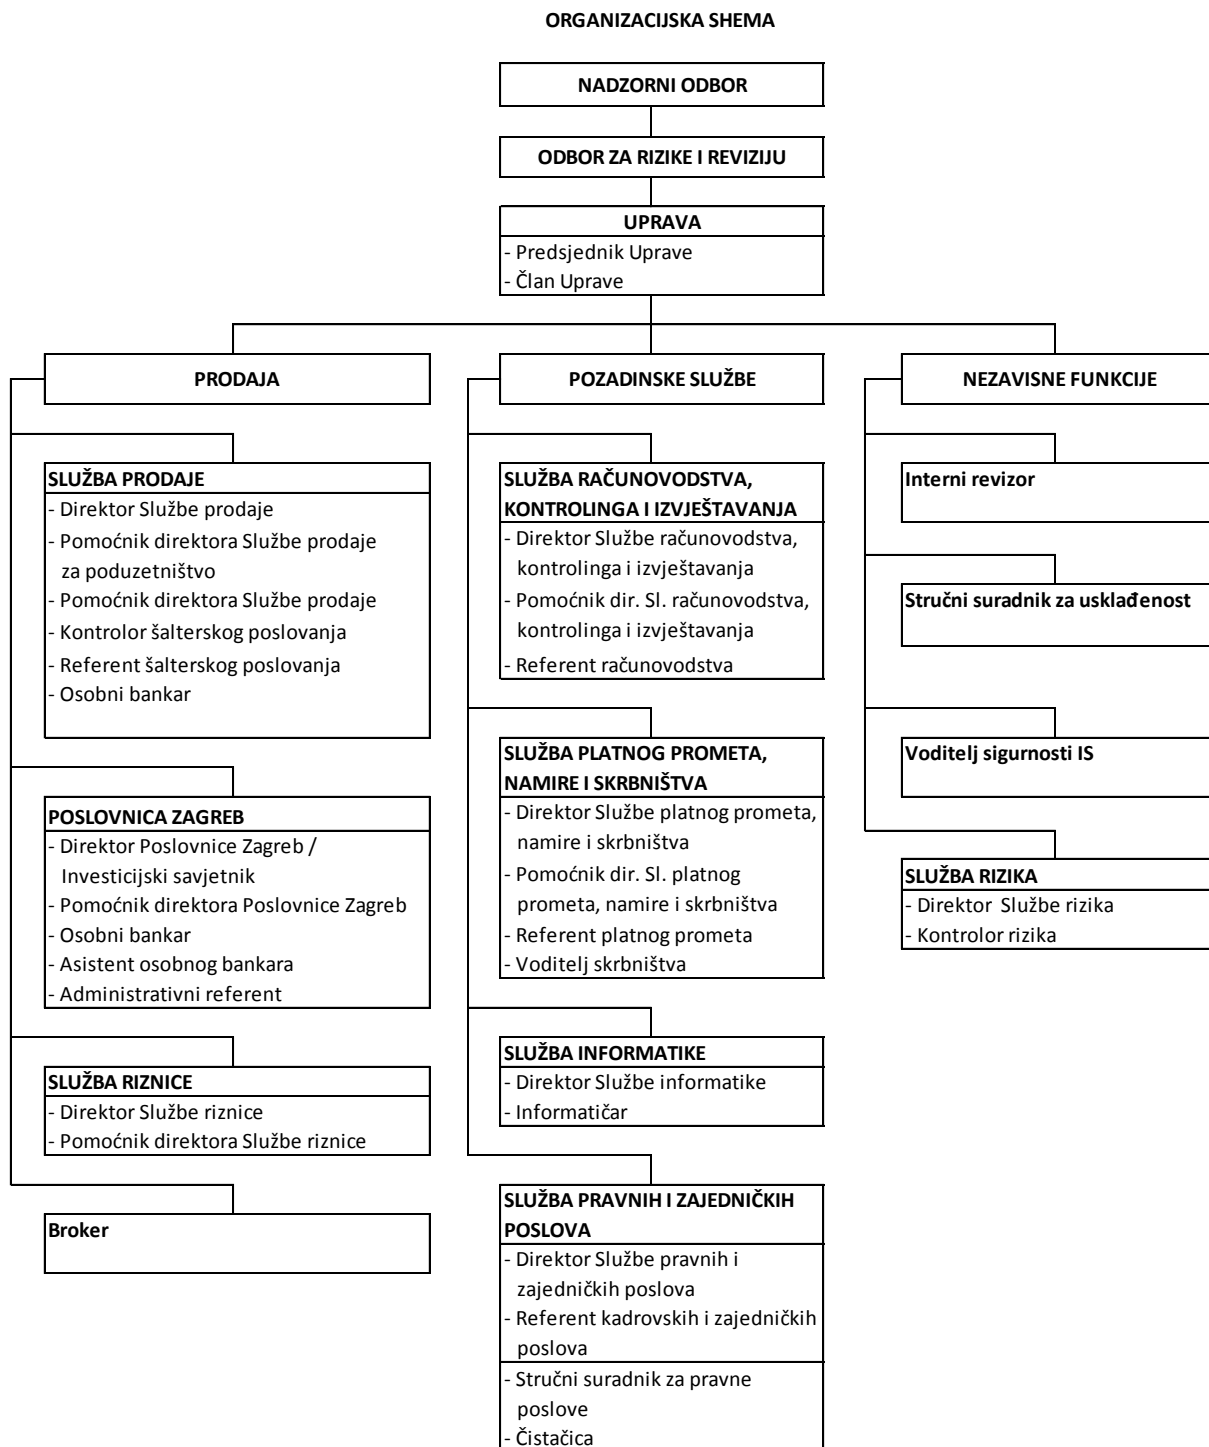 ORGANIZACIJSKA SHEMA
NADZORNI ODBOR
ODBOR ZA RIZIKE I REVIZIJU
UPRAVA
- Predsjednik Uprave
- Član Uprave
PRODAJA
POZADINSKE SLUŽBE
NEZAVISNE FUNKCIJE
SLUŽBA PRODAJE
- Direktor Službe prodaje
- Pomoćnik direktora Službe prodaje
za poduzetništvo
- Pomoćnik direktora Službe prodaje
- Kontrolor šalterskog poslovanja
- Referent šalterskog poslovanja
- Osobni bankar
POSLOVNICA ZAGREB
- Direktor Poslovnice Zagreb /
Investicijski savjetnik
- Pomoćnik direktora Poslovnice Zagreb
- Osobni bankar
- Asistent osobnog bankara
- Administrativni referent
SLUŽBA RIZNICE
- Direktor Službe riznice
- Pomoćnik direktora Službe riznice
Broker
SLUŽBA RAČUNOVODSTVA,
KONTROLINGA I IZVJEŠTAVANJA
- Direktor Službe računovodstva,
kontrolinga i izvještavanja
- Pomoćnik dir. Sl. računovodstva,
kontrolinga i izvještavanja
- Referent računovodstva
SLUŽBA PLATNOG PROMETA,
NAMIRE I SKRBNIŠTVA
- Direktor Službe platnog prometa,
namire i skrbništva
- Pomoćnik dir. Sl. platnog
prometa, namire i skrbništva
- Referent platnog prometa
- Voditelj skrbništva
SLUŽBA INFORMATIKE
- Direktor Službe informatike
- Informatičar
SLUŽBA PRAVNIH I ZAJEDNIČKIH
POSLOVA
- Direktor Službe pravnih i
zajedničkih poslova
- Referent kadrovskih i zajedničkih
poslova
- Stručni suradnik za pravne
poslove
- Čistačica
Interni revizor
Stručni suradnik za usklađenost
Voditelj sigurnosti IS
SLUŽBA RIZIKA
- Direktor  Službe rizika
- Kontrolor rizika